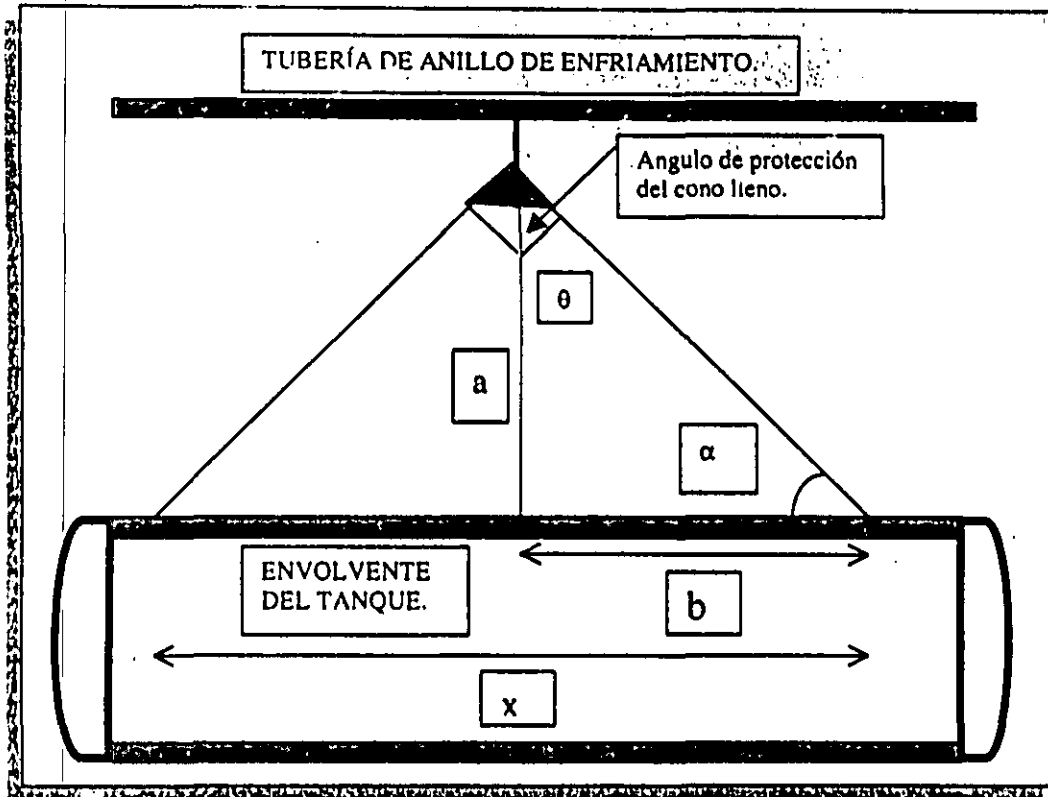 TUBERÍA DE ANILLO DE ENFRIAMIENTO.
Angulo de protección
del cono lleno.
θ
a
α
ENVOLVENTE
DEL TANQUE.
b
x